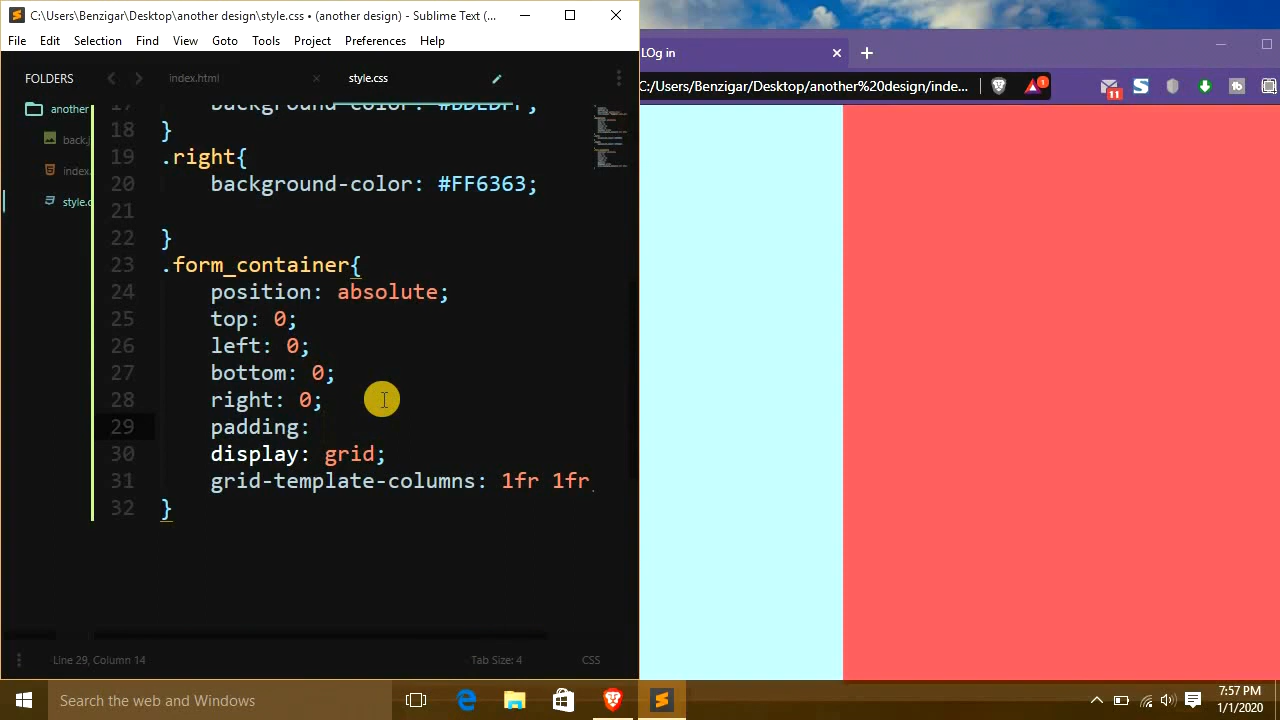 C:\Users\Benzigar\Desktop\another design\style.css • (another design) - Sublime Text (...
File Edit Selection Find View Goto Tools Project Preferences Help
FOLDERS
index.html
style.css
another
back.j
index.
style.c
18 }
19 .right{
20 background-color: #FF6363;
21
22 }
23 .form_container{
24 position: absolute;
25 top: 0;
26 left: 0;
27 bottom: 0;
28 right: 0;
29 padding:
30 display: grid;
31 grid-template-columns: 1fr 1fr
32 }
Line 29, Column 14
Tab Size: 4
CSS
LOg in
C:/Users/Benzigar/Desktop/another%20design/inde...
11
1
Search the web and Windows
7:57 PM
1/1/2020